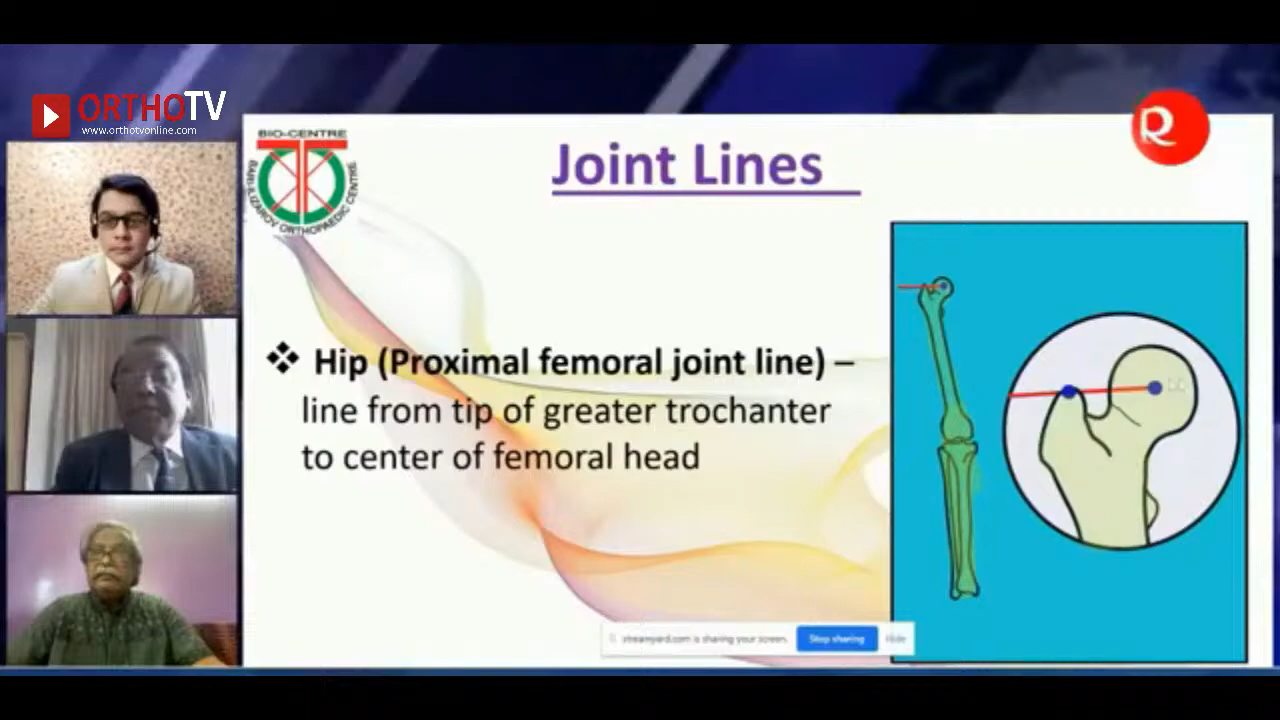 ORTHOTV
www.orthotvonline.com
BIO-CENTRE
BARI-ILIZAROV ORTHOPAEDIC CENTRE
R
Joint Lines
❖ Hip (Proximal femoral joint line) –
line from tip of greater trochanter
to center of femoral head
streamyard.com is sharing your screen.
Stop sharing
Hide